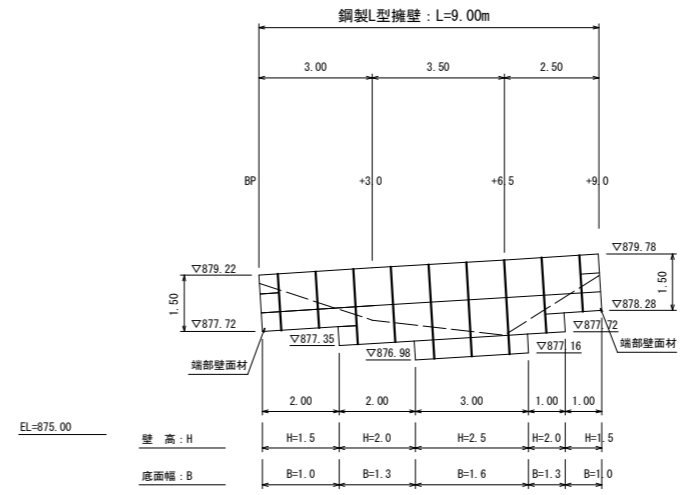 鋼製L型擁壁：L=9.00m
3.00 3.50 2.50
BP +3.0 +6.5 +9.0
▽879.78
▽879.22
1.50 1.50
▽878.28
▽877.72 ▽877.72
▽877.35 ▽877.16
▽876.98
端部壁面材 端部壁面材
2.00 2.00 3.00 1.00 1.00
EL=875.00
壁 高：H H=1.5 H=2.0 H=2.5 H=2.0 H=1.5
底面幅：B B=1.0 B=1.3 B=1.6 B=1.3 B=1.0